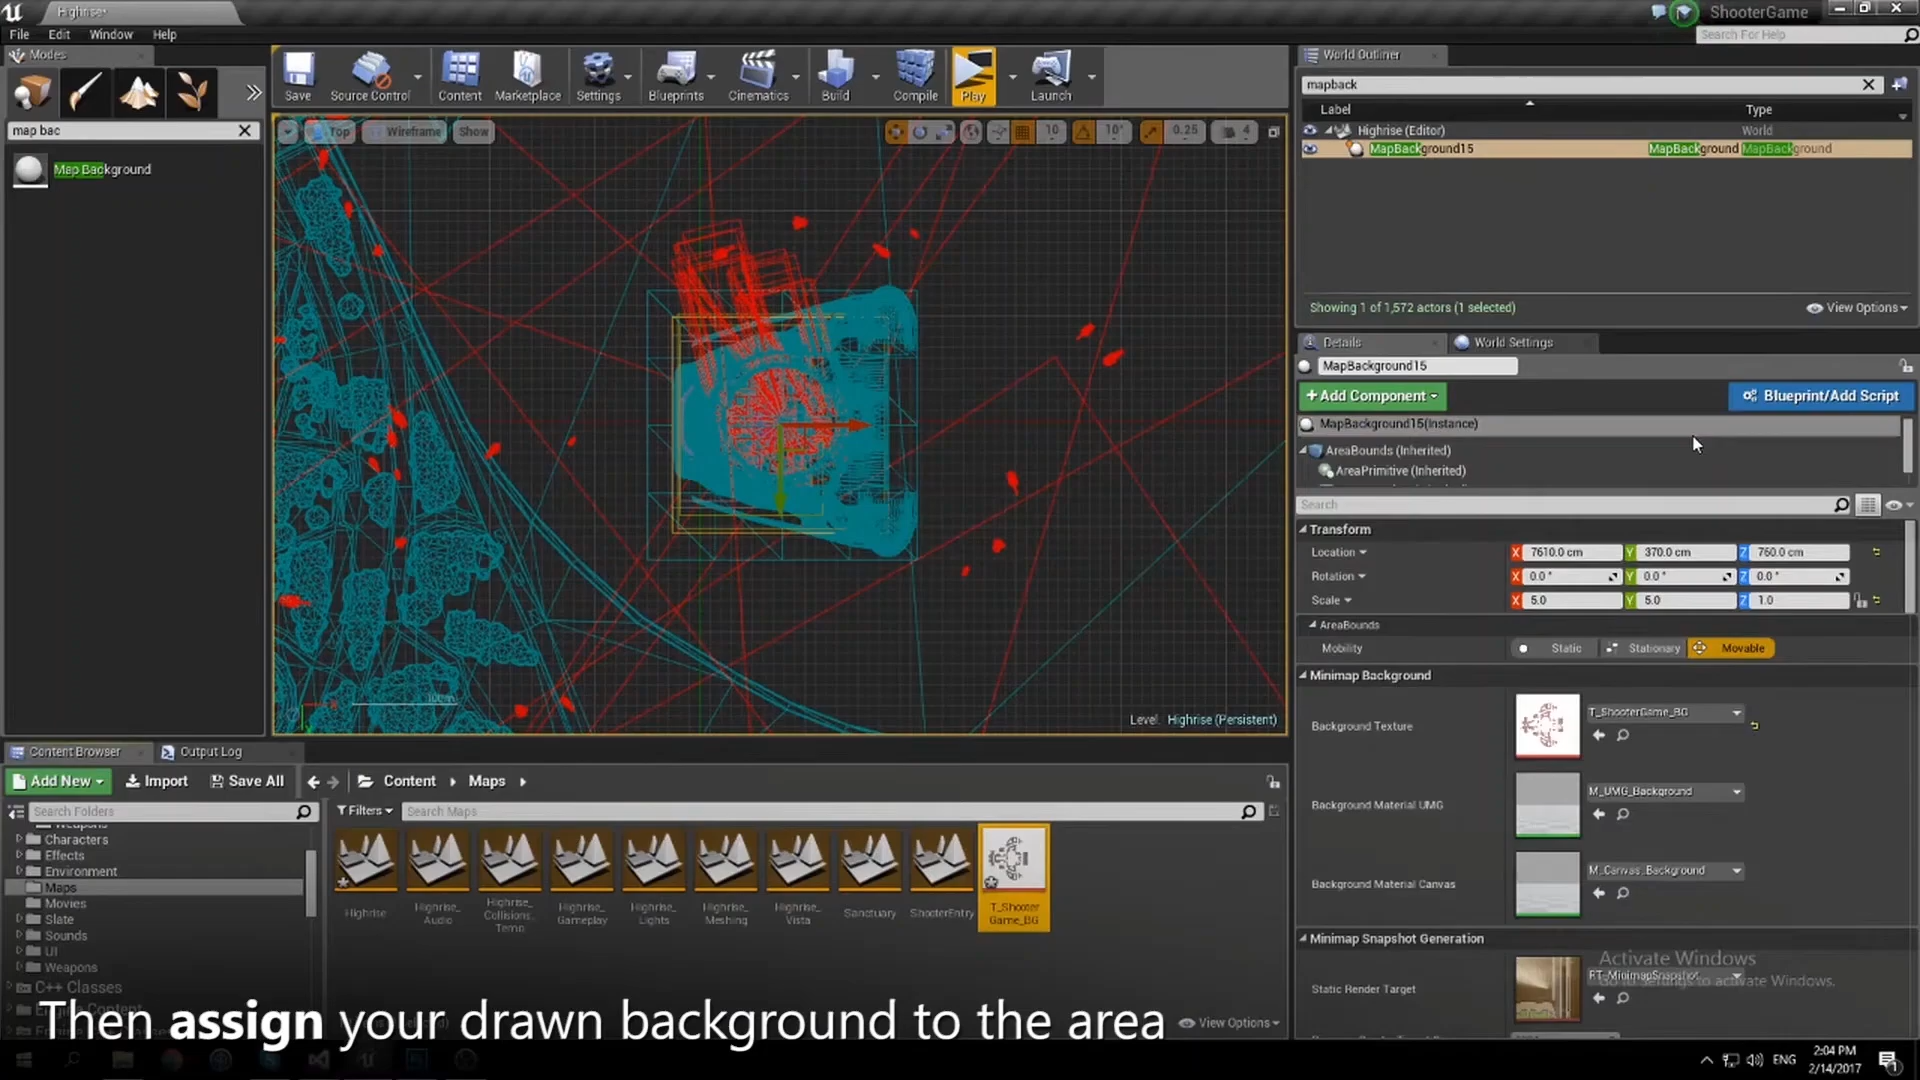 Highrise*
ShooterGame
File Edit Window Help
Search For Help
Modes
map bac
Map Background
Save Source Control Content Marketplace Settings Blueprints Cinematics Build Compile Play Launch
Top Wireframe Show
10 10° 0.25 4
Level: Highrise (Persistent)
World Outliner
mapback
Label Type
Highrise (Editor) World
MapBackground15 MapBackground MapBackground
Showing 1 of 1,572 actors (1 selected)
View Options
Details World Settings
MapBackground15
+ Add Component
Blueprint/Add Script
MapBackground15(Instance)
AreaBounds (Inherited)
AreaPrimitive (Inherited)
Search
Transform
Location X 7610.0 cm Y 370.0 cm Z 760.0 cm
Rotation X 0.0 ° Y 0.0 ° Z 0.0 °
Scale X 5.0 Y 5.0 Z 1.0
AreaBounds
Mobility Static Stationary Movable
Minimap Background
Background Texture T_ShooterGame_BG
Background Material UMG M_UMG_Background
Background Material Canvas M_Canvas_Background
Minimap Snapshot Generation
Static Render Target RT_MinimapSnapshot
Activate Windows
Go to Settings to activate Windows.
Content Browser Output Log
Add New Import Save All Content Maps
Search Folders
Filters Search Maps
Weapons
Characters
Effects
Environment
Maps
Movies
Slate
Sounds
UI
Weapons
C++ Classes
Highrise
Highrise_
Audio
Highrise_
Collisions_
Temp
Highrise_
Gameplay
Highrise_
Lights
Highrise_
Meshing
Highrise_
Vista
Sanctuary
ShooterEntry
T_Shooter
Game_BG
View Options
Then assign your drawn background to the area
ENG
2:04 PM
2/14/2017